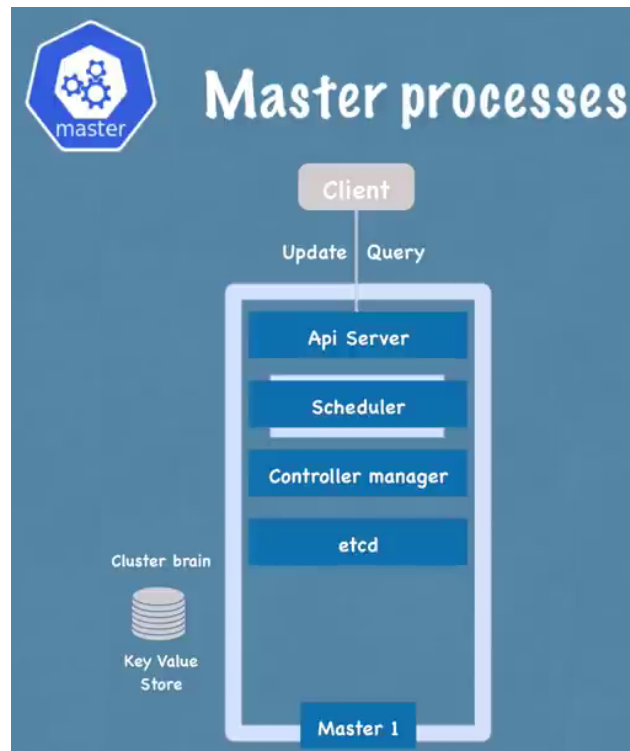 master
Master processes
Client
Update Query
Api Server
Scheduler
Controller manager
etcd
Cluster brain
Key Value
Store
Master 1